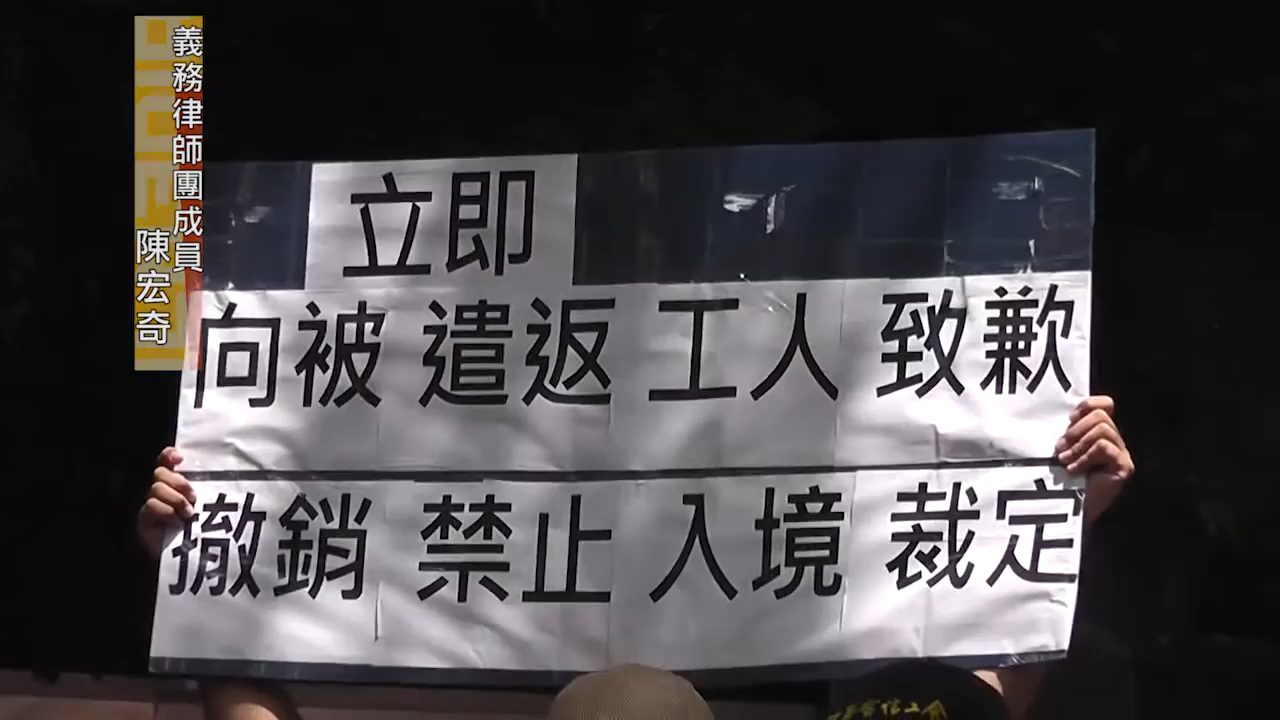 義務律師團成員
陳宏奇
立即
向被 遣返 工人 致歉
撤銷 禁止 入境 裁定